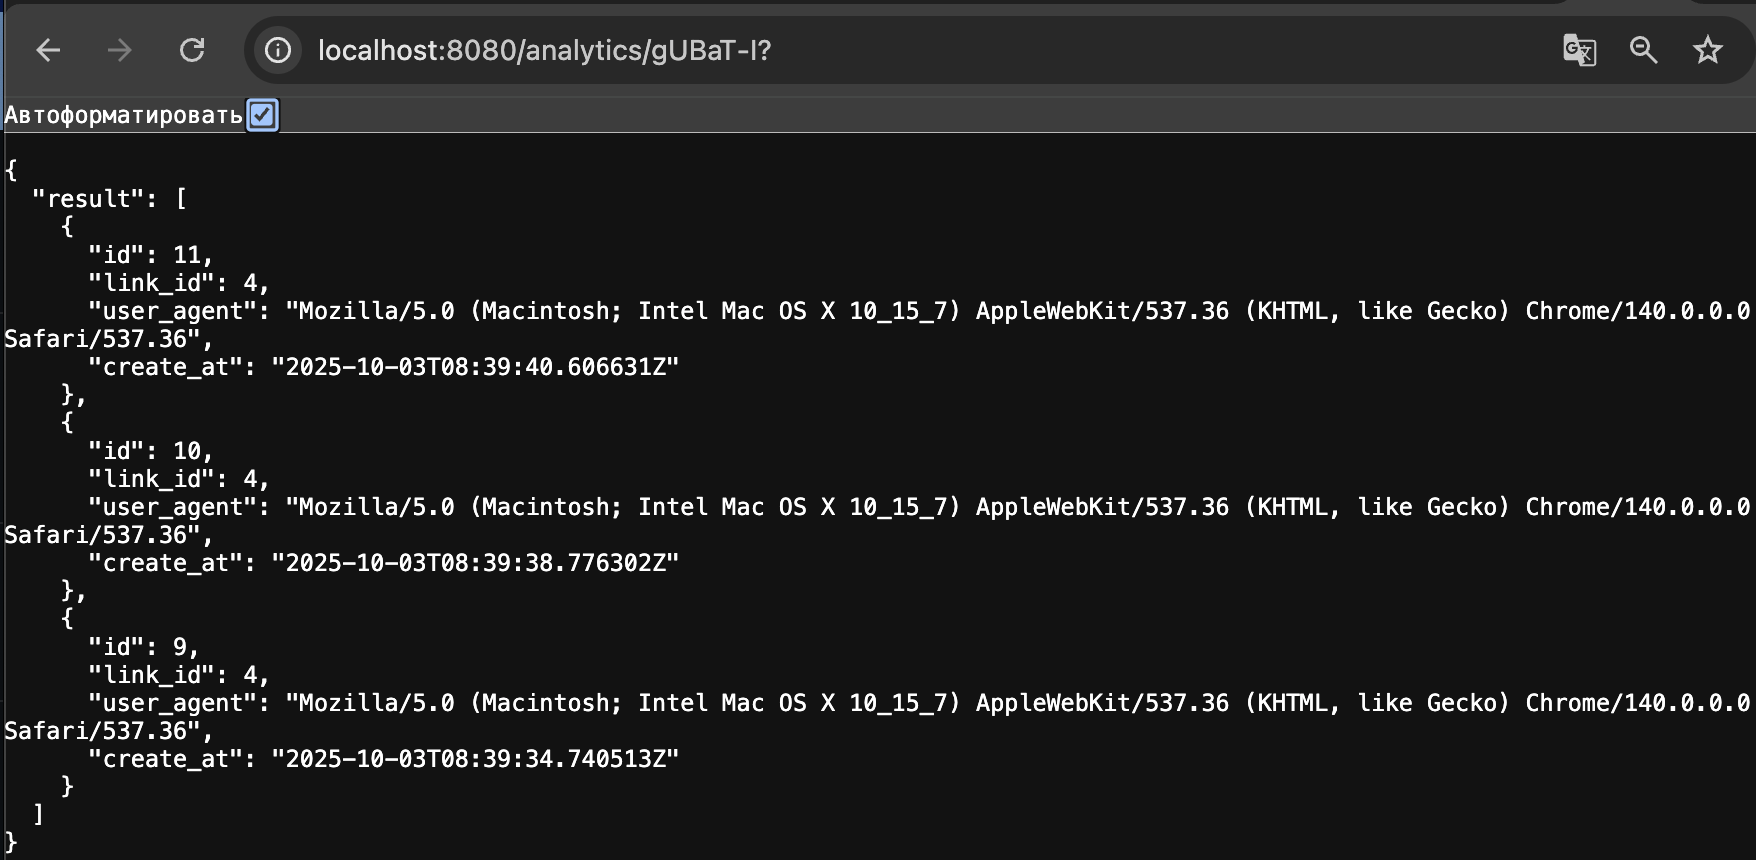 localhost:8080/analytics/gUBaT-I?
Автоформатировать
{
"result": [
{
"id": 11,
"link_id": 4,
"user_agent": "Mozilla/5.0 (Macintosh; Intel Mac OS X 10_15_7) AppleWebKit/537.36 (KHTML, like Gecko) Chrome/140.0.0.0
Safari/537.36",
"create_at": "2025-10-03T08:39:40.606631Z"
},
{
"id": 10,
"link_id": 4,
"user_agent": "Mozilla/5.0 (Macintosh; Intel Mac OS X 10_15_7) AppleWebKit/537.36 (KHTML, like Gecko) Chrome/140.0.0.0
Safari/537.36",
"create_at": "2025-10-03T08:39:38.776302Z"
},
{
"id": 9,
"link_id": 4,
"user_agent": "Mozilla/5.0 (Macintosh; Intel Mac OS X 10_15_7) AppleWebKit/537.36 (KHTML, like Gecko) Chrome/140.0.0.0
Safari/537.36",
"create_at": "2025-10-03T08:39:34.740513Z"
}
]
}